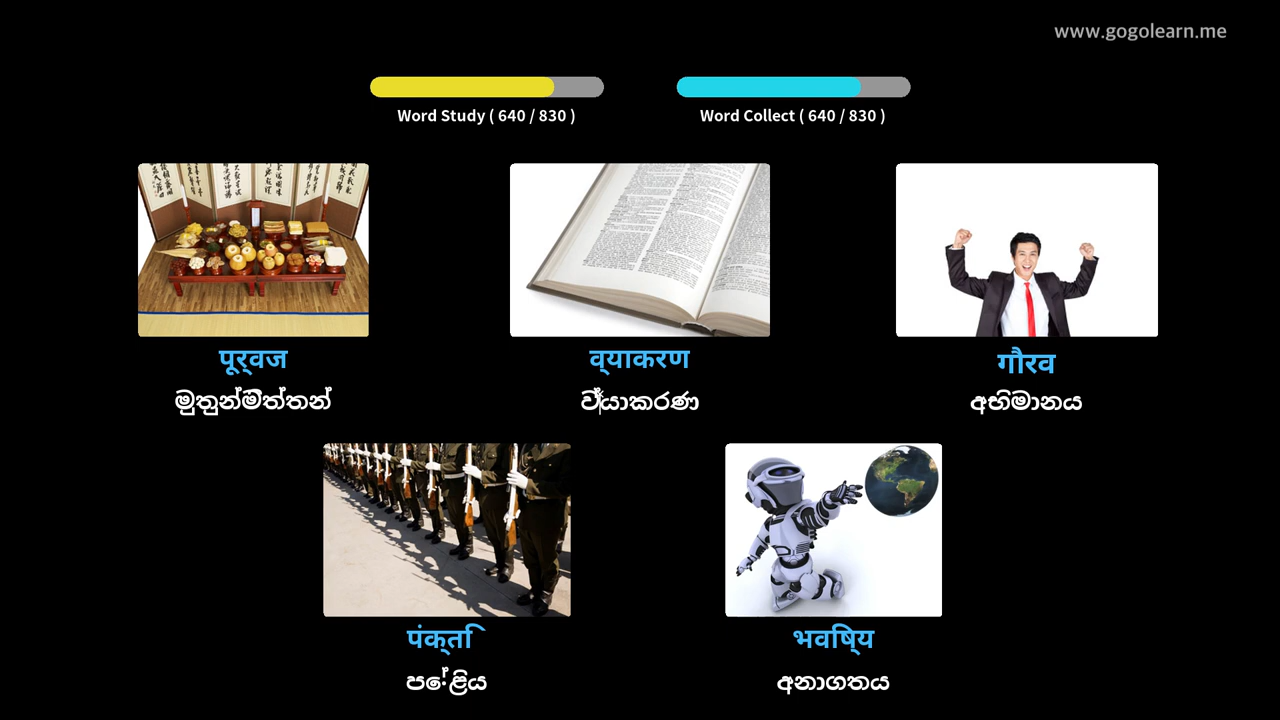 www.gogolearn.me
Word Study ( 640 / 830 )
Word Collect ( 640 / 830 )
पूर्वज
මුතුන්මිත්තන්
व्याकरण
ව්යාකරණ
गौरव
අභිමානය
पंक्ति
පේළිය
भविष्य
අනාගතය